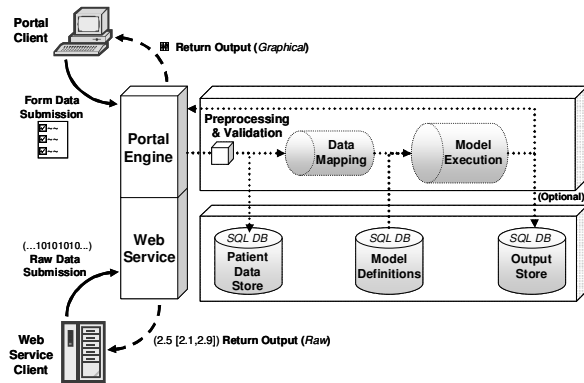 Portal
Client
Return Output (Graphical)
Form Data
Submission
Portal
Engine
Preprocessing
& Validation
Data
Mapping
Model
Execution
(Optional)
Web
Service
(...10101010...)
Raw Data
Submission
SQL DB
Patient
Data
Store
SQL DB
Model
Definitions
SQL DB
Output
Store
(2.5 [2.1,2.9]) Return Output (Raw)
Web
Service
Client